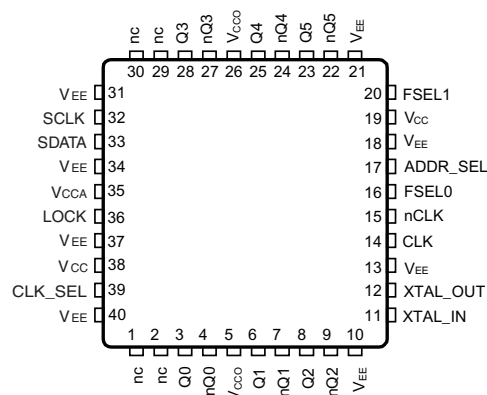 nc nc Q3 nQ3 VCCO Q4 nQ4 Q5 nQ5 VEE
30 29 28 27 26 25 24 23 22 21
VEE 31
SCLK 32
SDATA 33
VEE 34
VCCA 35
LOCK 36
VEE 37
VCC 38
CLK_SEL 39
VEE 40
20 FSEL1
19 VCC
18 VEE
17 ADDR_SEL
16 FSEL0
15 nCLK
14 CLK
13 VEE
12 XTAL_OUT
11 XTAL_IN
1 2 3 4 5 6 7 8 9 10
nc nc Q0 nQ0 VCCO Q1 nQ1 Q2 nQ2 VEE